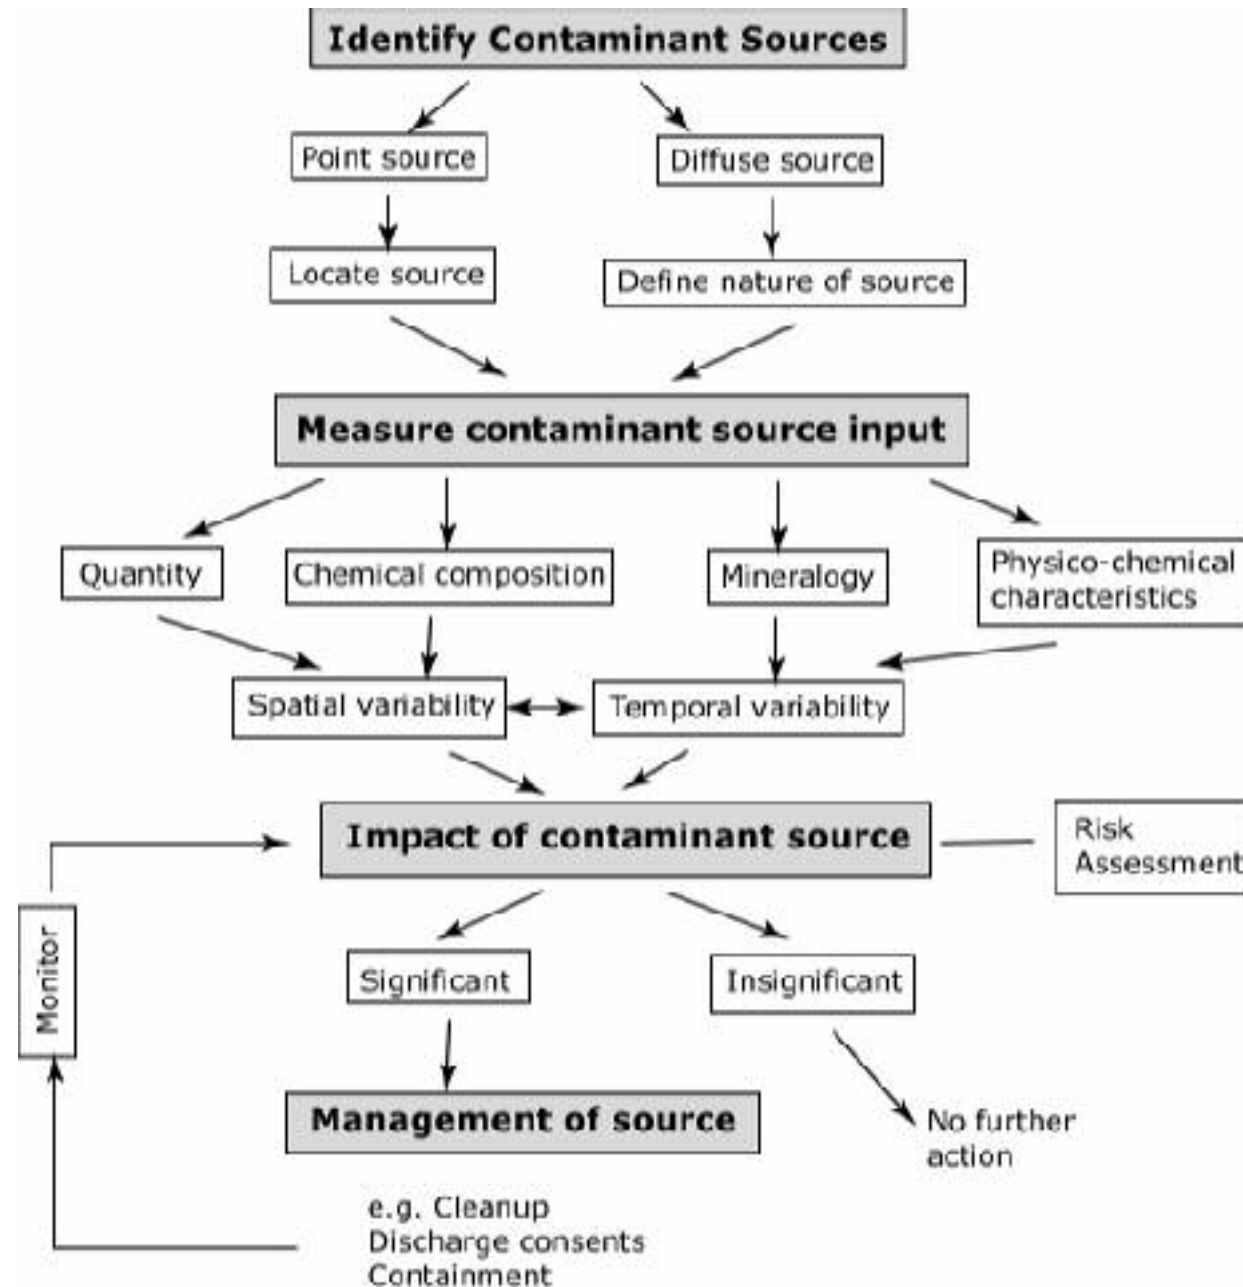 Identify Contaminant Sources
Point source
Diffuse source
Locate source
Define nature of source
Measure contaminant source input
Quantity
Chemical composition
Mineralogy
Physico-chemical
characteristics
Spatial variability
Temporal variability
Impact of contaminant source
Risk
Assessment
Monitor
Significant
Insignificant
Management of source
No further
action
e.g. Cleanup
Discharge consents
Containment